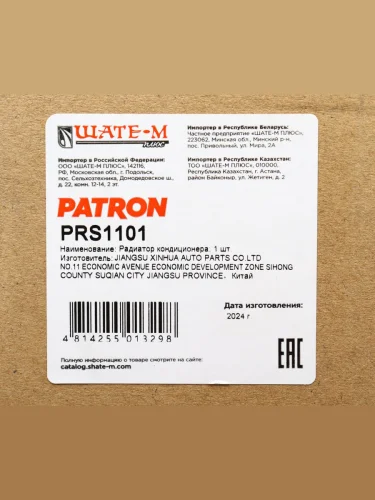 ШАТЕ-М
плюс
Импортер в Республике Беларусь:
Частное предприятие «ШАТЕ-М ПЛЮС»,
223062, Минская обл., Минский р-н,
пос. Привольный, ул. Мира, 2А
Импортер в Российской Федерации:
ООО «ШАТЕ-М ПЛЮС», 142116,
РФ, Московская обл., г. Подольск,
пос. Сельхозтехника, Домодедовское ш.,
д. 22, комн. 12-14, 2 эт.
Импортер в Республике Казахстан:
ТОО «ШАТЕ-М ПЛЮС», 010000,
Республика Казахстан, г. Астана,
район Байконыр, ул. Жетиген, д. 2
PATRON
PRS1101
Наименование: Радиатор кондиционера; 1 шт
Изготовитель: JIANGSU XINHUA AUTO PARTS CO.LTD
NO.11 ECONOMIC AVENUE ECONOMIC DEVELOPMENT ZONE SIHONG
COUNTY SUQIAN CITY JIANGSU PROVINCE. Китай
Дата изготовления:
2024 г
4 814255 013298
EAC
Полную информацию о товаре смотрите на
catalog.shate-m.com